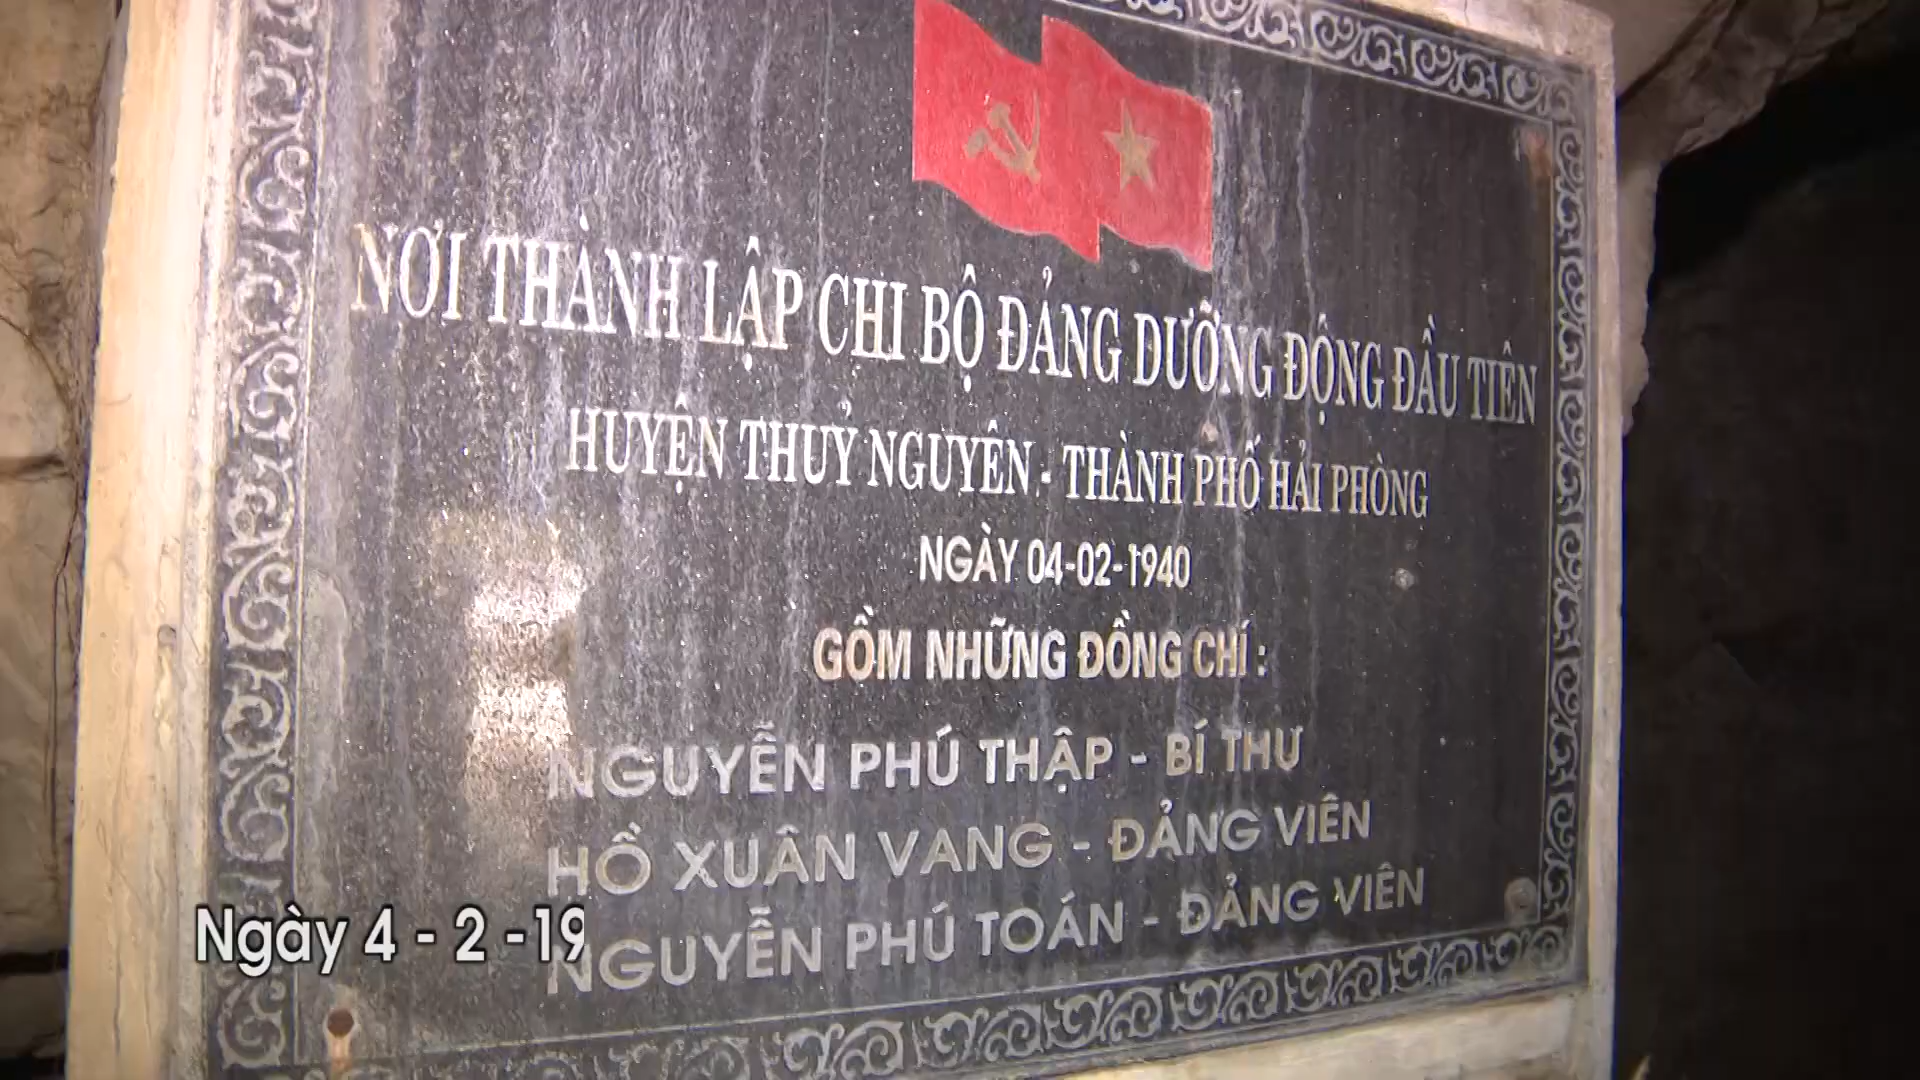 NƠI THÀNH LẬP CHI BỘ ĐẢNG DƯỠNG ĐỘNG ĐẦU TIÊN
HUYỆN THUỶ NGUYÊN - THÀNH PHỐ HẢI PHÒNG
NGÀY 04-02-1940
GỒM NHỮNG ĐỒNG CHÍ :
NGUYỄN PHÚ THẬP - BÍ THƯ
HỒ XUÂN VANG - ĐẢNG VIÊN
NGUYỄN PHÚ TOÁN - ĐẢNG VIÊN
Ngày 4 - 2 -19